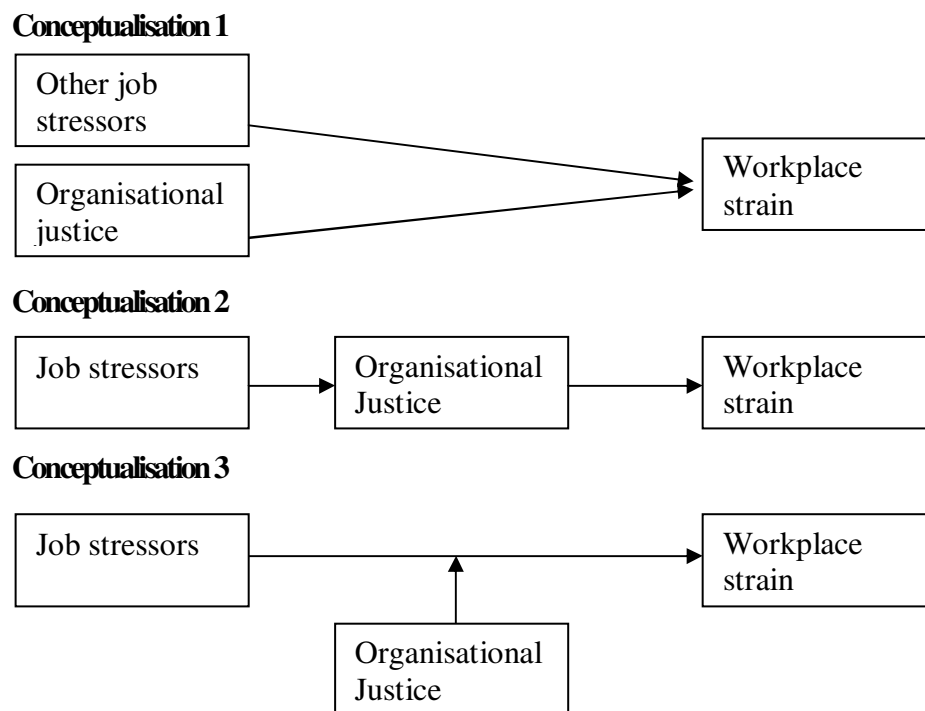 Conceptualisation 1
Other job
stressors
Organisational
justice
Workplace
strain
Conceptualisation 2
Job stressors
Organisational
Justice
Workplace
strain
Conceptualisation 3
Job stressors
Workplace
strain
Organisational
Justice